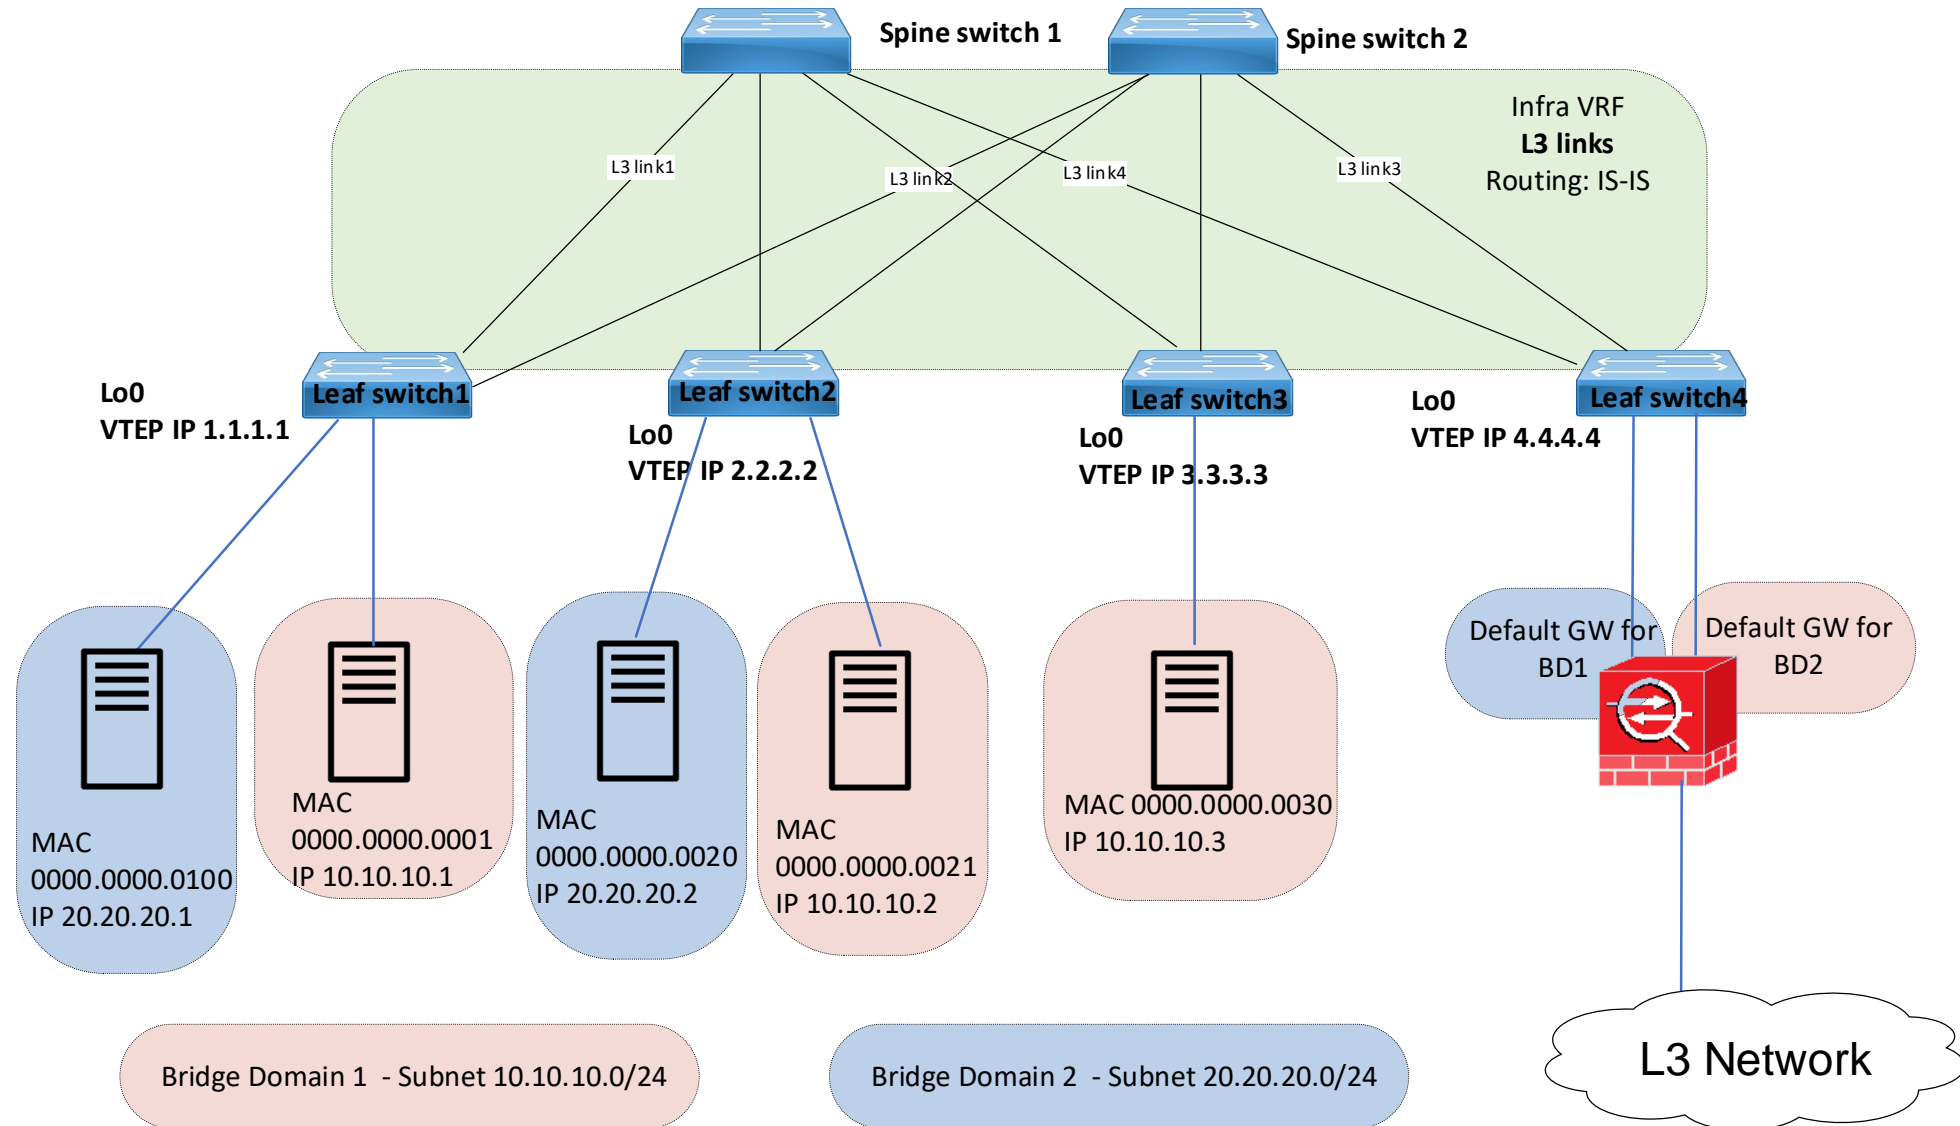 Spine switch 1
Spine switch 2
Infra VRF
L3 links
Routing: IS-IS
L3 link1
L3 link2
L3 link4
L3 link3
Lo0
VTEP IP 1.1.1.1
Leaf switch1
Leaf switch2
Lo0
VTEP IP 2.2.2.2
Leaf switch3
Lo0
VTEP IP 3.3.3.3
Lo0
VTEP IP 4.4.4.4
Leaf switch4
MAC
0000.0000.0100
IP 20.20.20.1
MAC
0000.0000.0001
IP 10.10.10.1
MAC
0000.0000.0020
IP 20.20.20.2
MAC
0000.0000.0021
IP 10.10.10.2
MAC 0000.0000.0030
IP 10.10.10.3
Default GW for
BD1
Default GW for
BD2
Bridge Domain 1 - Subnet 10.10.10.0/24
Bridge Domain 2 - Subnet 20.20.20.0/24
L3 Network